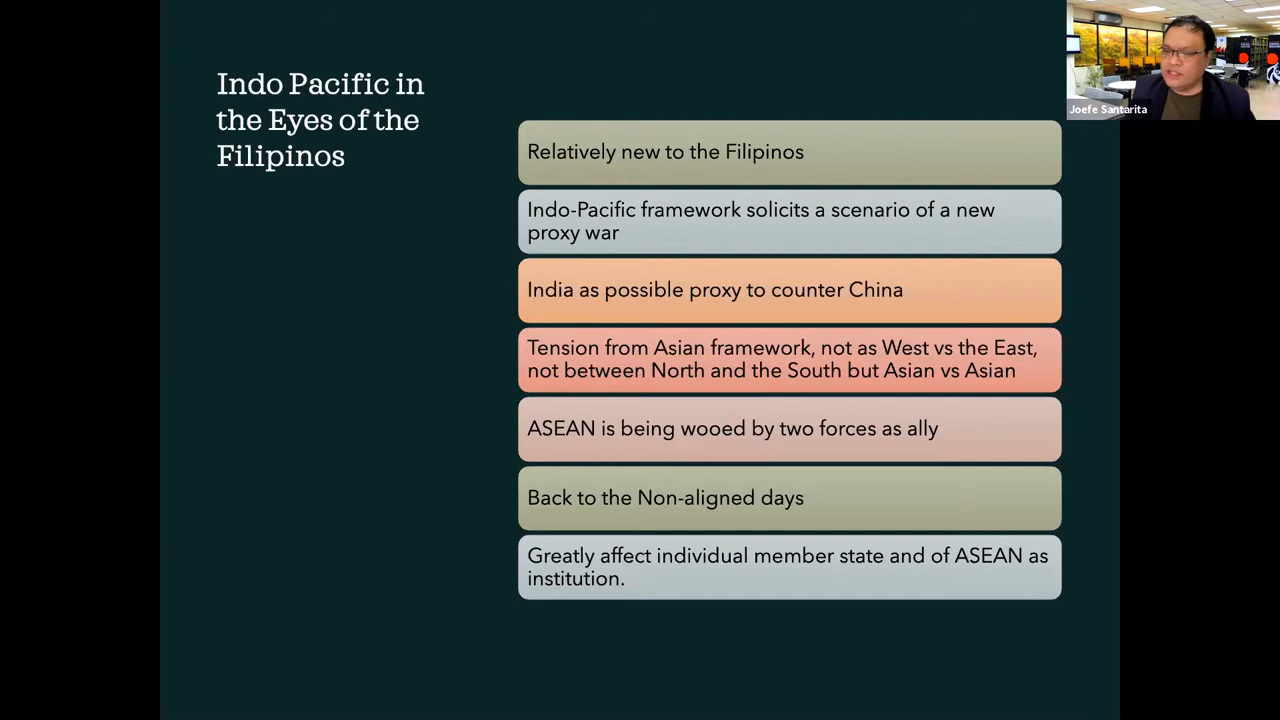 Indo Pacific in
the Eyes of the
Filipinos
Relatively new to the Filipinos
Indo-Pacific framework solicits a scenario of a new
proxy war
India as possible proxy to counter China
Tension from Asian framework, not as West vs the East,
not between North and the South but Asian vs Asian
ASEAN is being wooed by two forces as ally
Back to the Non-aligned days
Greatly affect individual member state and of ASEAN as
institution.
Joefe Santarita